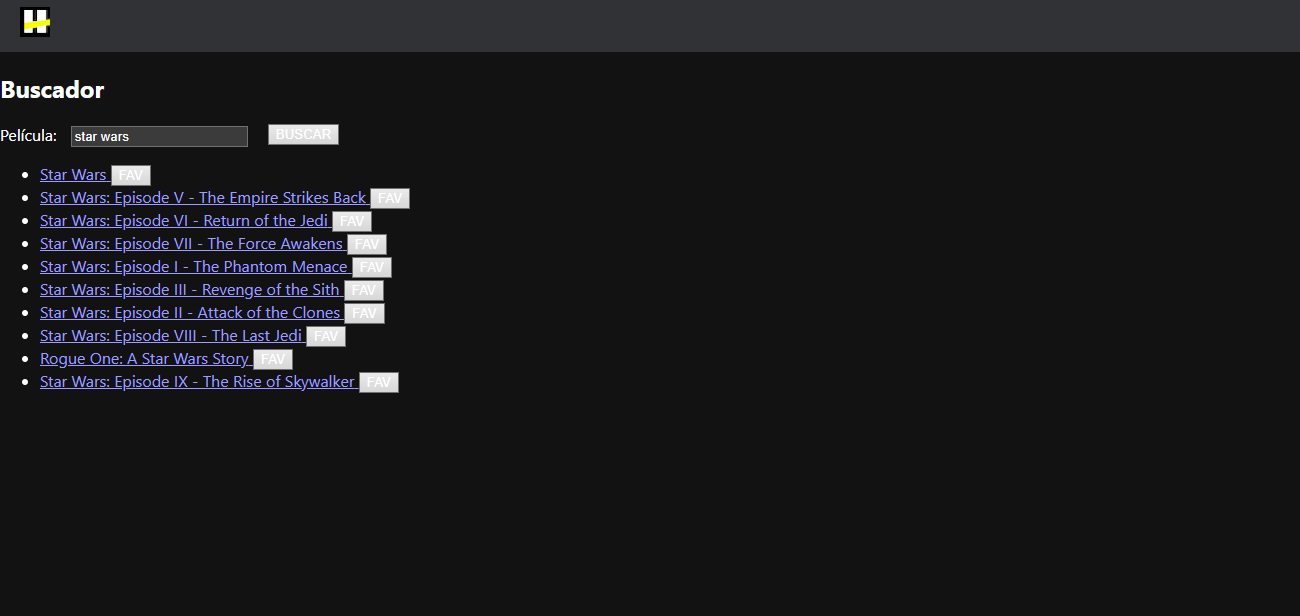 H
Buscador
Película: star wars BUSCAR
Star Wars FAV
Star Wars: Episode V - The Empire Strikes Back FAV
Star Wars: Episode VI - Return of the Jedi FAV
Star Wars: Episode VII - The Force Awakens FAV
Star Wars: Episode I - The Phantom Menace FAV
Star Wars: Episode III - Revenge of the Sith FAV
Star Wars: Episode II - Attack of the Clones FAV
Star Wars: Episode VIII - The Last Jedi FAV
Rogue One: A Star Wars Story FAV
Star Wars: Episode IX - The Rise of Skywalker FAV